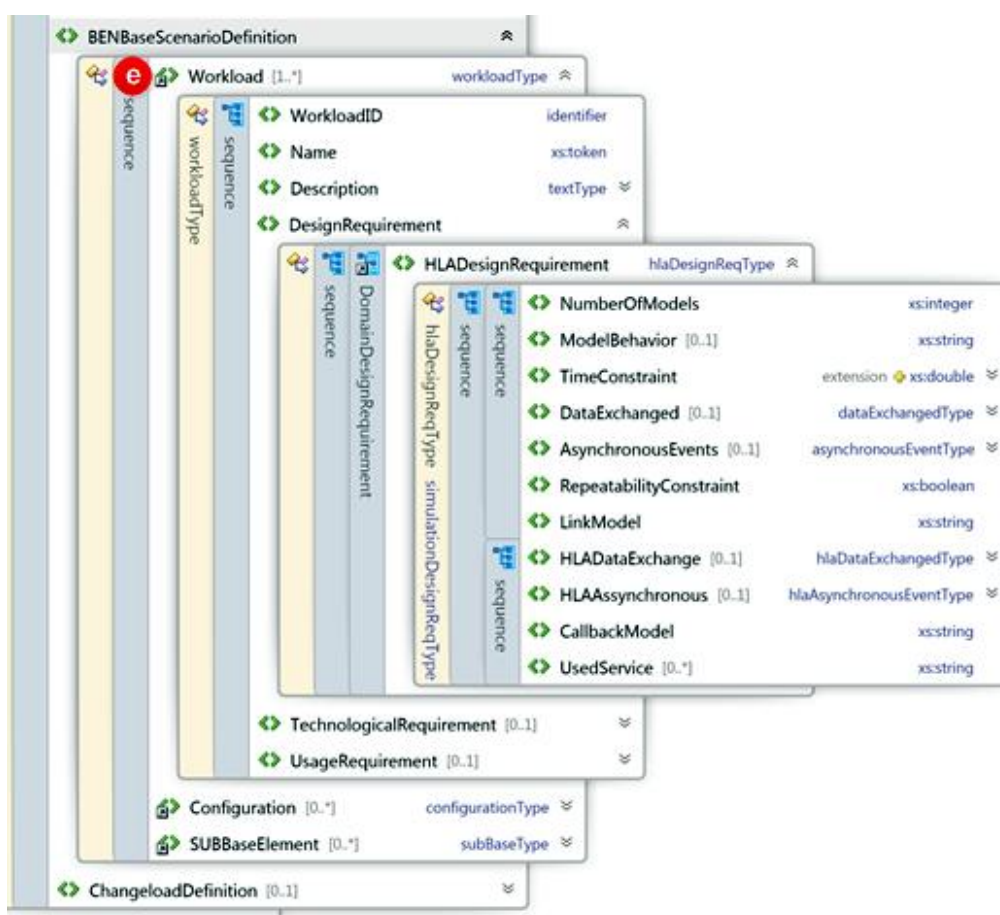 BENBaseScenarioDefinition
e
Workload [1..*] workloadType
sequence
WorkloadID identifier
workloadType
sequence
Name xs:token
Description textType
DesignRequirement
HLADesignRequirement hlaDesignReqType
sequence
DomainDesignRequirement
hlaDesignReqType simulationDesignReqType
sequence
sequence
NumberOfModels xs:integer
ModelBehavior [0..1] xs:string
TimeConstraint extension xs:double
DataExchanged [0..1] dataExchangedType
AsynchronousEvents [0..1] asynchronousEventType
RepeatabilityConstraint xs:boolean
LinkModel xs:string
sequence
HLADataExchange [0..1] hlaDataExchangedType
HLAAssynchronous [0..1] hlaAsynchronousEventType
CallbackModel xs:string
UsedService [0..*] xs:string
TechnologicalRequirement [0..1]
UsageRequirement [0..1]
Configuration [0..*] configurationType
SUBBaseElement [0..*] subBaseType
ChangeloadDefinition [0..1]